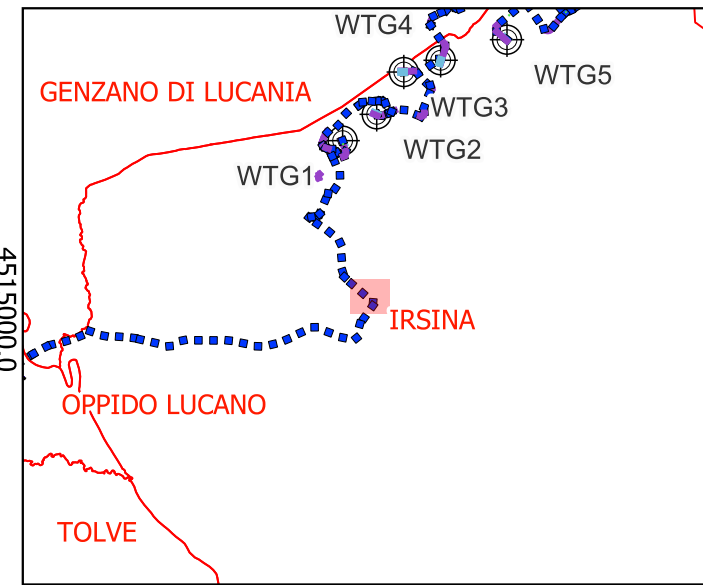 WTG4
WTG5
GENZANO DI LUCANIA
WTG3
WTG2
WTG1
4515000.0
IRSINA
OPPIDO LUCANO
TOLVE